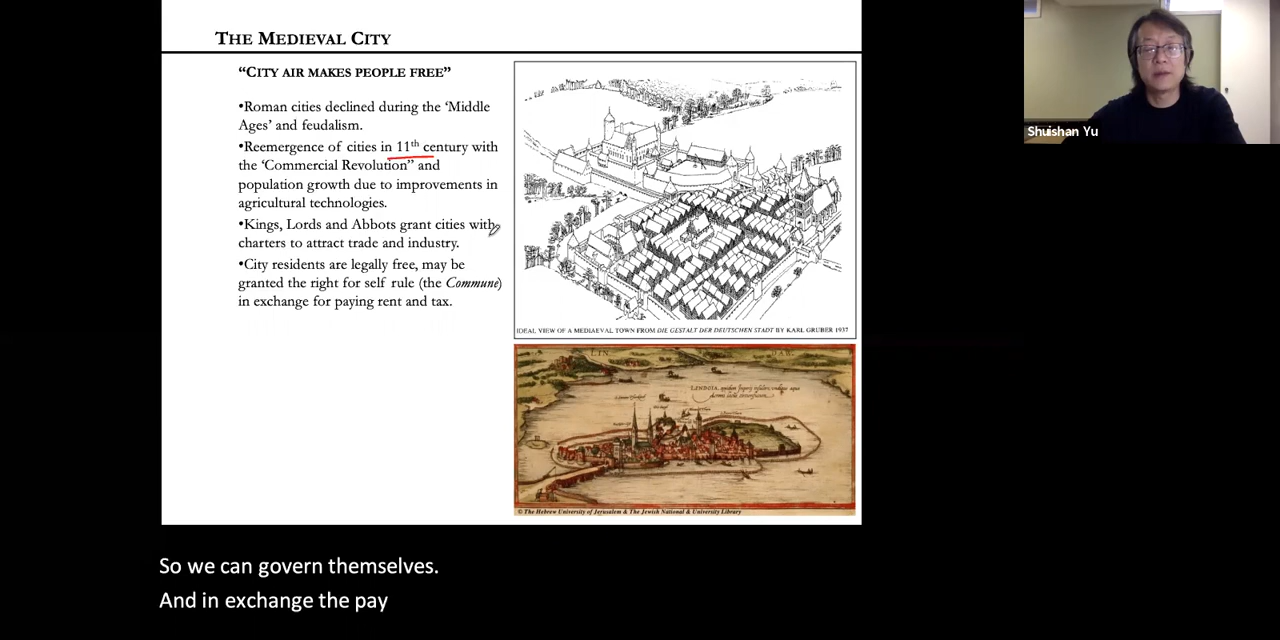 THE MEDIEVAL CITY
“CITY AIR MAKES PEOPLE FREE”
•Roman cities declined during the ‘Middle
Ages’ and feudalism.
•Reemergence of cities in 11th century with
the ‘Commercial Revolution” and
population growth due to improvements in
agricultural technologies.
•Kings, Lords and Abbots grant cities with
charters to attract trade and industry.
•City residents are legally free, may be
granted the right for self rule (the Commune)
in exchange for paying rent and tax.
IDEAL VIEW OF A MEDIAEVAL TOWN FROM DIE GESTALT DER DEUTSCHEN STADT BY KARL GRUBER 1937
LIN DAW
© The Hebrew University of Jerusalem & The Jewish National & University Library
Shuishan Yu
So we can govern themselves.
And in exchange the pay